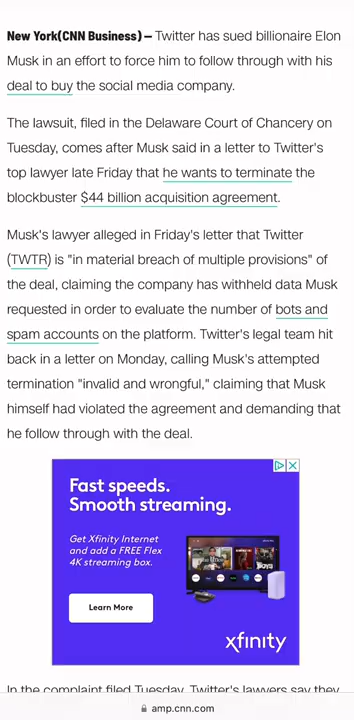 New York(CNN Business) — Twitter has sued billionaire Elon
Musk in an effort to force him to follow through with his
deal to buy the social media company.
The lawsuit, filed in the Delaware Court of Chancery on
Tuesday, comes after Musk said in a letter to Twitter's
top lawyer late Friday that he wants to terminate the
blockbuster $44 billion acquisition agreement.
Musk's lawyer alleged in Friday's letter that Twitter
(TWTR) is "in material breach of multiple provisions" of
the deal, claiming the company has withheld data Musk
requested in order to evaluate the number of bots and
spam accounts on the platform. Twitter's legal team hit
back in a letter on Monday, calling Musk's attempted
termination "invalid and wrongful," claiming that Musk
himself had violated the agreement and demanding that
he follow through with the deal.
Fast speeds.
Smooth streaming.
Get Xfinity Internet
and add a FREE Flex
4K streaming box.
Learn More
xfinity
In the complaint filed Tuesday, Twitter's lawyers say they
amp.cnn.com